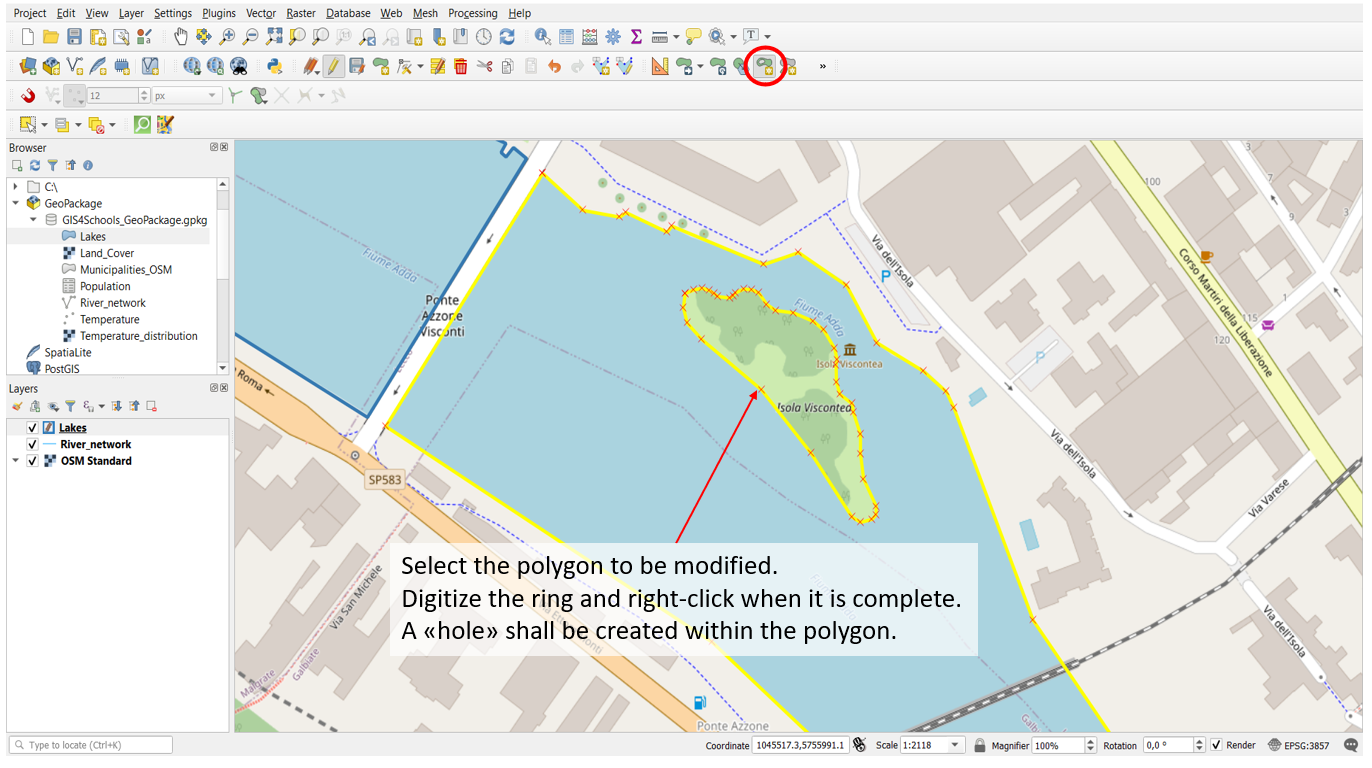 Project Edit View Layer Settings Plugins Vector Raster Database Web Mesh Processing Help
12 px
Browser
C:\
GeoPackage
GIS4Schools_GeoPackage.gpkg
Lakes
Land_Cover
Municipalities_OSM
Population
River_network
Temperature
Temperature_distribution
SpatiaLite
PostGIS
Layers
Lakes
River_network
OSM Standard
Fiume Adda
Ponte
Azzone
Visconti
Roma
SP583
Via San Michele
Malgrate
Galbiate
Fiume Adda
Isola Viscontea
Isola Viscontea
P
Via dell'Isola
P
100
3
7
9
3
1
115
120
Corso Martiri della Liberazione
Via dell'Isola
Via Varese
Via dell'Isola
Select the polygon to be modified.
Digitize the ring and right-click when it is complete.
A «hole» shall be created within the polygon.
Ponte Azzone
Type to locate (Ctrl+K)
Coordinate 1045517.3,5755991.1 Scale 1:2118 Magnifier 100% Rotation 0,0 ° Render EPSG:3857